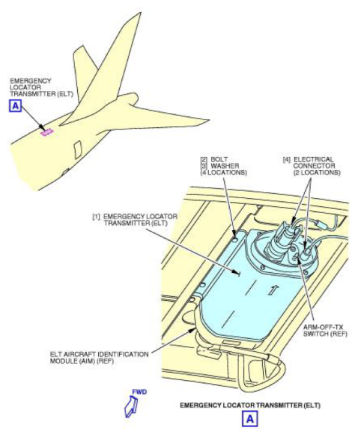 EMERGENCY
LOCATOR
TRANSMITTER (ELT)
A
[2] BOLT
[3] WASHER
(4 LOCATIONS)
[4] ELECTRICAL
CONNECTOR
(2 LOCATIONS)
[1] EMERGENCY LOCATOR
TRANSMITTER (ELT)
ARM-OFF-TX
SWITCH (REF)
ELT AIRCRAFT IDENTIFICATION
MODULE (AIM) (REF)
FWD
EMERGENCY LOCATOR TRANSMITTER (ELT)
A